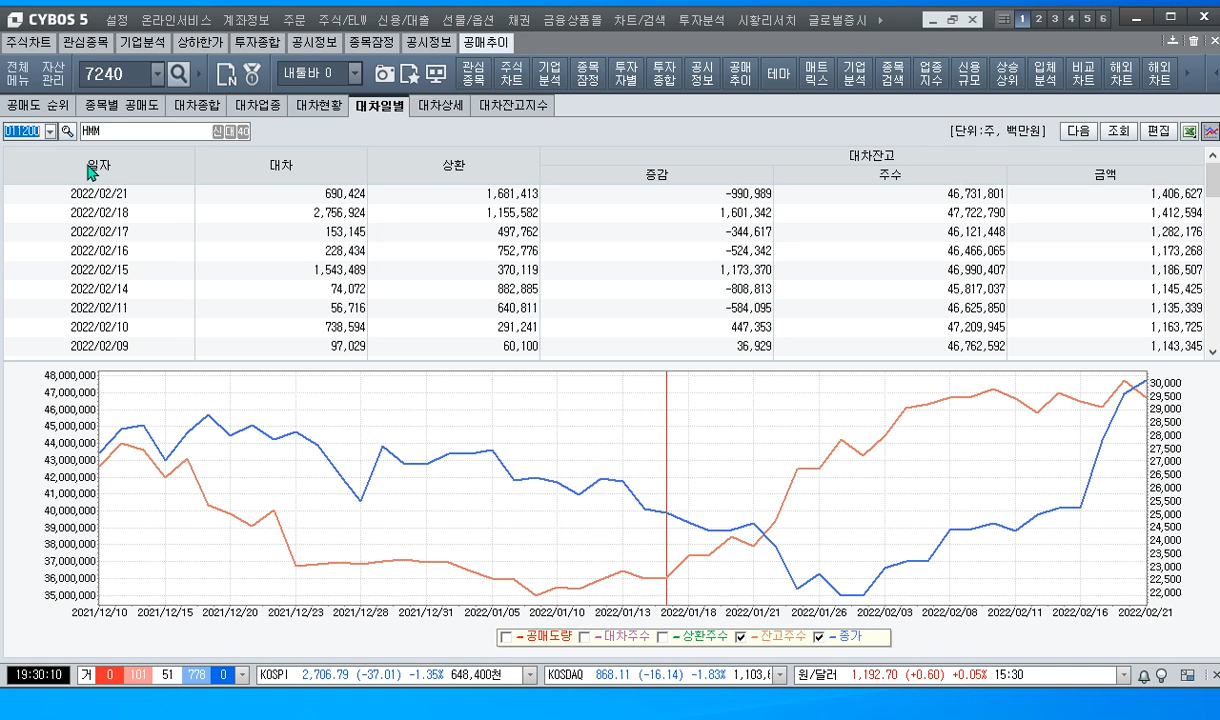 CYBOS 5 설정 온라인서비스 계좌정보 주문 주식/ELW 신용/대출 선물/옵션 채권 금융상품몰 차트/검색 투자분석 시황리서치 글로벌증시 1 2 3 4 5 6
주식차트 관심종목 기업분석 상하한가 투자종합 공시정보 종목잠정 공시정보 공매추이
전체메뉴 자산관리 7240 내툴바 0 관심종목 주식차트 기업분석 종목잠정 투자자별 투자종합 공시정보 공매추이 테마 매트릭스 기업분석 종목검색 업종지수 신용규모 상승상위 입체분석 비교차트 해외차트 해외차트
공매도 순위 종목별 공매도 대차종합 대차업종 대차현황 대차일별 대차상세 대차잔고지수
011200 HMM 신 대 40 [단위:주, 백만원] 다음 조회 편집
일자 대차 상환 대차잔고
증감 주수 금액
2022/02/21 690,424 1,681,413 -990,989 46,731,801 1,406,627
2022/02/18 2,756,924 1,155,582 1,601,342 47,722,790 1,412,594
2022/02/17 153,145 497,762 -344,617 46,121,448 1,282,176
2022/02/16 228,434 752,776 -524,342 46,466,065 1,173,268
2022/02/15 1,543,489 370,119 1,173,370 46,990,407 1,186,507
2022/02/14 74,072 882,885 -808,813 45,817,037 1,145,425
2022/02/11 56,716 640,811 -584,095 46,625,850 1,135,339
2022/02/10 738,594 291,241 447,353 47,209,945 1,163,725
2022/02/09 97,029 60,100 36,929 46,762,592 1,143,345
48,000,000
47,000,000
46,000,000
45,000,000
44,000,000
43,000,000
42,000,000
41,000,000
40,000,000
39,000,000
38,000,000
37,000,000
36,000,000
35,000,000
30,000
29,500
29,000
28,500
28,000
27,500
27,000
26,500
26,000
25,500
25,000
24,500
24,000
23,500
23,000
22,500
22,000
2021/12/10 2021/12/15 2021/12/20 2021/12/23 2021/12/28 2021/12/31 2022/01/05 2022/01/10 2022/01/13 2022/01/18 2022/01/21 2022/01/26 2022/02/03 2022/02/08 2022/02/11 2022/02/16 2022/02/21
공매도량 대차주수 상환주수 잔고주수 종가
19:30:10 거 0 101 51 778 0 KOSPI 2,706.79 (-37.01) -1.35% 648,400천 KOSDAQ 868.11 (-16.14) -1.83% 1,103,6 원/달러 1,192.70 (+0.60) +0.05% 15:30